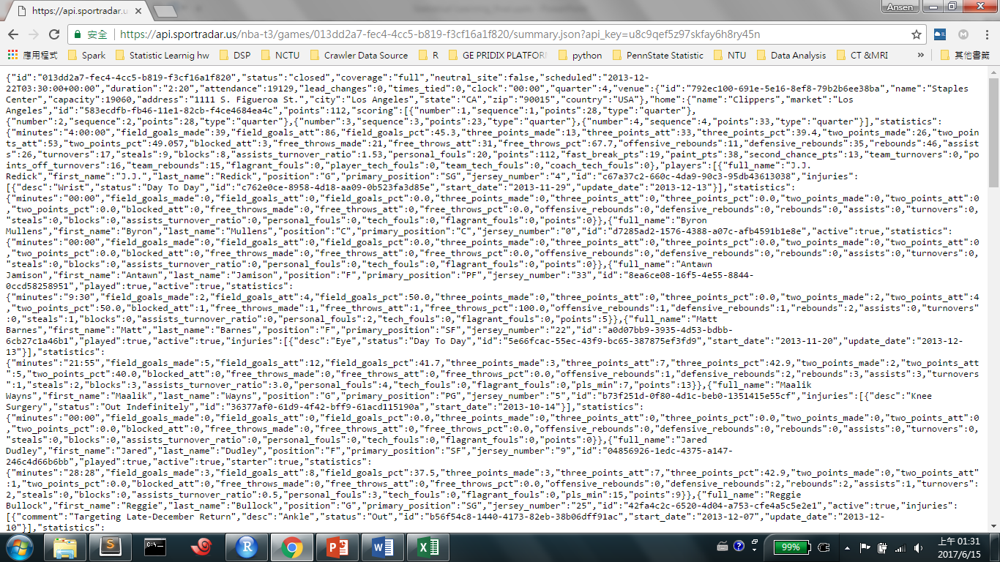 https://api.sportradar.u
Ansen
安全 https://api.sportradar.us/nba-t3/games/013dd2a7-fec4-4cc5-b819-f3cf16a1f820/summary.json?api_key=u8c9qef5z97skfay6h8ry45n
應用程式 Spark Statistic Learnig hw DSP NCTU Crawler Data Source R GE PRIDIX PLATFORM python PennState Statistic NTU Data Analysis CT &MRI » 其他書籤
{"id":"013dd2a7-fec4-4cc5-b819-f3cf16a1f820","status":"closed","coverage":"full","neutral_site":false,"scheduled":"2013-12-
22T03:30:00+00:00","duration":"2:20","attendance":19129,"lead_changes":0,"times_tied":0,"clock":"00:00","quarter":4,"venue":{"id":"792ec100-691e-5e16-8ef8-79b2b6ee38ba","name":"Staples
Center","capacity":19060,"address":"1111 S. Figueroa St.","city":"Los Angeles","state":"CA","zip":"90015","country":"USA"},"home":{"name":"Clippers","market":"Los
Angeles","id":"583ecdfb-fb46-11e1-82cb-f4ce4684ea4c","points":112,"scoring":[{"number":1,"sequence":1,"points":28,"type":"quarter"},
{"number":2,"sequence":2,"points":28,"type":"quarter"},{"number":3,"sequence":3,"points":23,"type":"quarter"},{"number":4,"sequence":4,"points":33,"type":"quarter"}],"statistics":
{"minutes":"4:00:00","field_goals_made":39,"field_goals_att":86,"field_goals_pct":45.3,"three_points_made":13,"three_points_att":33,"three_points_pct":39.4,"two_points_made":26,"two_poin
ts_att":53,"two_points_pct":49.057,"blocked_att":3,"free_throws_made":21,"free_throws_att":31,"free_throws_pct":67.7,"offensive_rebounds":11,"defensive_rebounds":35,"rebounds":46,"assist
s":26,"turnovers":17,"steals":9,"blocks":8,"assists_turnover_ratio":1.53,"personal_fouls":20,"points":112,"fast_break_pts":19,"paint_pts":38,"second_chance_pts":13,"team_turnovers":0,"po
ints_off_turnovers":16,"team_rebounds":15,"flagrant_fouls":0,"player_tech_fouls":0,"team_tech_fouls":0,"coach_tech_fouls":0},"players":[{"full_name":"J.J.
Redick","first_name":"J.J.","last_name":"Redick","position":"G","primary_position":"SG","jersey_number":"4","id":"c67a37c2-660c-4da9-90c3-95db43613038","injuries":
[{"desc":"Wrist","status":"Day To Day","id":"c762e0ce-8958-4d18-aa09-0b523fa3d85e","start_date":"2013-11-29","update_date":"2013-12-13"}],"statistics":
{"minutes":"00:00","field_goals_made":0,"field_goals_att":0,"field_goals_pct":0.0,"three_points_made":0,"three_points_att":0,"three_points_pct":0.0,"two_points_made":0,"two_points_att":0
,"two_points_pct":0.0,"blocked_att":0,"free_throws_made":0,"free_throws_att":0,"free_throws_pct":0.0,"offensive_rebounds":0,"defensive_rebounds":0,"rebounds":0,"assists":0,"turnovers":0,
"steals":0,"blocks":0,"assists_turnover_ratio":0,"personal_fouls":0,"tech_fouls":0,"flagrant_fouls":0,"points":0}},{"full_name":"Byron
Mullens","first_name":"Byron","last_name":"Mullens","position":"C","primary_position":"C","jersey_number":"0","id":"d7285ad2-1576-4388-a07c-afb4591b1e8e","active":true,"statistics":
{"minutes":"00:00","field_goals_made":0,"field_goals_att":0,"field_goals_pct":0.0,"three_points_made":0,"three_points_att":0,"three_points_pct":0.0,"two_points_made":0,"two_points_att":0
,"two_points_pct":0.0,"blocked_att":0,"free_throws_made":0,"free_throws_att":0,"free_throws_pct":0.0,"offensive_rebounds":0,"defensive_rebounds":0,"rebounds":0,"assists":0,"turnovers":0,
"steals":0,"blocks":0,"assists_turnover_ratio":0,"personal_fouls":0,"tech_fouls":0,"flagrant_fouls":0,"points":0}},{"full_name":"Antawn
Jamison","first_name":"Antawn","last_name":"Jamison","position":"F","primary_position":"PF","jersey_number":"33","id":"8ea6ce08-16f5-4e55-8844-
0ccd58258951","played":true,"active":true,"statistics":
{"minutes":"9:30","field_goals_made":2,"field_goals_att":4,"field_goals_pct":50.0,"three_points_made":0,"three_points_att":0,"three_points_pct":0.0,"two_points_made":2,"two_points_att":4
,"two_points_pct":50.0,"blocked_att":1,"free_throws_made":1,"free_throws_att":1,"free_throws_pct":100.0,"offensive_rebounds":1,"defensive_rebounds":1,"rebounds":2,"assists":0,"turnovers"
:0,"steals":1,"blocks":0,"assists_turnover_ratio":0,"personal_fouls":2,"tech_fouls":0,"flagrant_fouls":0,"points":5}},{"full_name":"Matt
Barnes","first_name":"Matt","last_name":"Barnes","position":"F","primary_position":"SF","jersey_number":"22","id":"a0d07bb9-3935-4d53-bdbb-
6cb27c1a46b1","played":true,"active":true,"injuries":[{"desc":"Eye","status":"Day To Day","id":"5e66fcac-55ec-43f9-bc65-387875ef3fd9","start_date":"2013-11-20","update_date":"2013-12-
13"}],"statistics":
{"minutes":"21:55","field_goals_made":5,"field_goals_att":12,"field_goals_pct":41.7,"three_points_made":3,"three_points_att":7,"three_points_pct":42.9,"two_points_made":2,"two_points_att
":5,"two_points_pct":40.0,"blocked_att":0,"free_throws_made":0,"free_throws_att":0,"free_throws_pct":0.0,"offensive_rebounds":1,"defensive_rebounds":2,"rebounds":3,"assists":3,"turnovers
":1,"steals":2,"blocks":3,"assists_turnover_ratio":3.0,"personal_fouls":4,"tech_fouls":0,"flagrant_fouls":0,"pls_min":7,"points":13}},{"full_name":"Maalik
Wayns","first_name":"Maalik","last_name":"Wayns","position":"G","primary_position":"PG","jersey_number":"5","id":"b73f251d-0f80-4d1c-beb0-1351415e55cf","injuries":[{"desc":"Knee
Surgery","status":"Out Indefinitely","id":"36377af0-61d9-4f42-bff9-61acd115190a","start_date":"2013-10-14"}],"statistics":
{"minutes":"00:00","field_goals_made":0,"field_goals_att":0,"field_goals_pct":0.0,"three_points_made":0,"three_points_att":0,"three_points_pct":0.0,"two_points_made":0,"two_points_att":0
,"two_points_pct":0.0,"blocked_att":0,"free_throws_made":0,"free_throws_att":0,"free_throws_pct":0.0,"offensive_rebounds":0,"defensive_rebounds":0,"rebounds":0,"assists":0,"turnovers":0,
"steals":0,"blocks":0,"assists_turnover_ratio":0,"personal_fouls":0,"tech_fouls":0,"flagrant_fouls":0,"points":0}},{"full_name":"Jared
Dudley","first_name":"Jared","last_name":"Dudley","position":"F","primary_position":"SF","jersey_number":"9","id":"04856926-1edc-4375-a147-
246c4d66b6bb","played":true,"active":true,"starter":true,"statistics":
{"minutes":"28:28","field_goals_made":3,"field_goals_att":8,"field_goals_pct":37.5,"three_points_made":3,"three_points_att":7,"three_points_pct":42.9,"two_points_made":0,"two_points_att"
:1,"two_points_pct":0.0,"blocked_att":0,"free_throws_made":0,"free_throws_att":0,"free_throws_pct":0.0,"offensive_rebounds":0,"defensive_rebounds":2,"rebounds":2,"assists":1,"turnovers":
2,"steals":0,"blocks":0,"assists_turnover_ratio":0.5,"personal_fouls":3,"tech_fouls":0,"flagrant_fouls":0,"pls_min":15,"points":9}},{"full_name":"Reggie
Bullock","first_name":"Reggie","last_name":"Bullock","position":"G","primary_position":"SG","jersey_number":"25","id":"42fa4c2c-6520-4d04-a753-cfe4a5c5e2e1","active":true,"injuries":
[{"comment":"Targeting Late-December Return","desc":"Ankle","status":"Out","id":"b56f54c8-1440-4173-82eb-38b06dff91ac","start_date":"2013-12-07","update_date":"2013-12-
10"}],"statistics":
99%
上午 01:31
2017/6/15